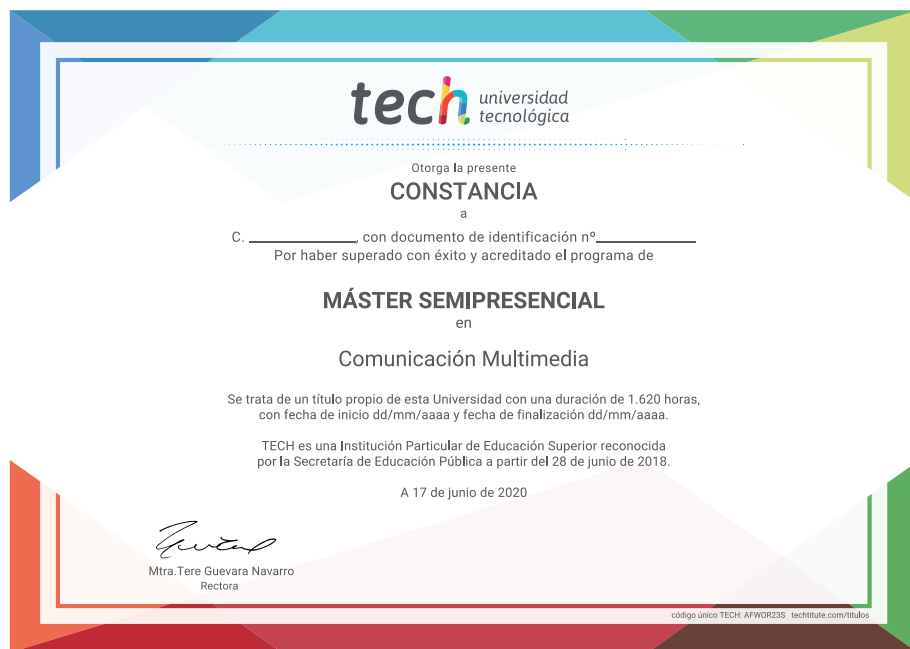 tech universidad
tecnológica
Otorga la presente
CONSTANCIA
a
C. ____________, con documento de identificación nº____________
Por haber superado con éxito y acreditado el programa de
MÁSTER SEMIPRESENCIAL
en
Comunicación Multimedia
Se trata de un título propio de esta Universidad con una duración de 1.620 horas,
con fecha de inicio dd/mm/aaaa y fecha de finalización dd/mm/aaaa.
TECH es una Institución Particular de Educación Superior reconocida
por la Secretaría de Educación Pública a partir del 28 de junio de 2018.
A 17 de junio de 2020
Mtra.Tere Guevara Navarro
Rectora
código único TECH: AFWOR23S techtitute.com/titulos